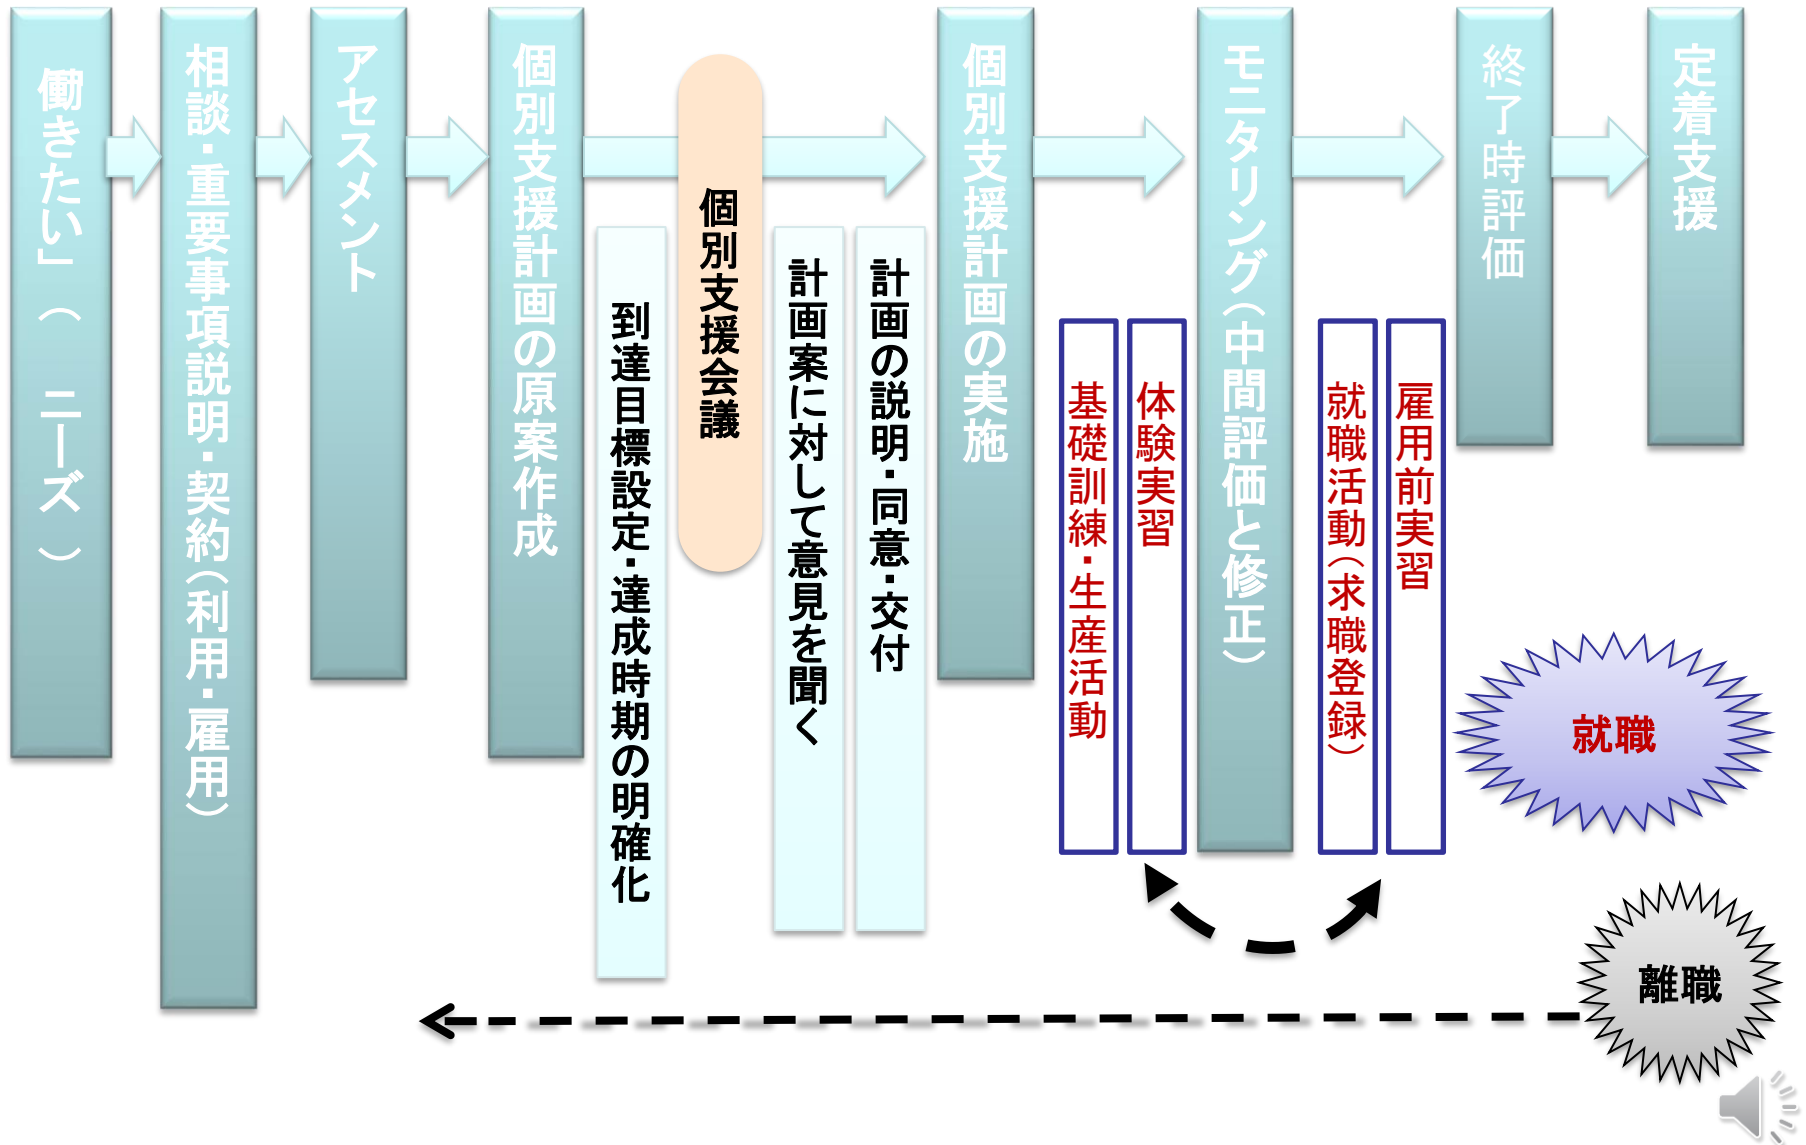 働きたい」（　ニーズ　）
相談・重要事項説明・契約（利用・雇用）
アセスメント
個別支援計画の原案作成
到達目標設定・達成時期の明確化
個別支援会議
計画案に対して意見を聞く
計画の説明・同意・交付
個別支援計画の実施
基礎訓練・生産活動
体験実習
モニタリング（中間評価と修正）
就職活動（求職登録）
雇用前実習
終了時評価
定着支援
就職
離職